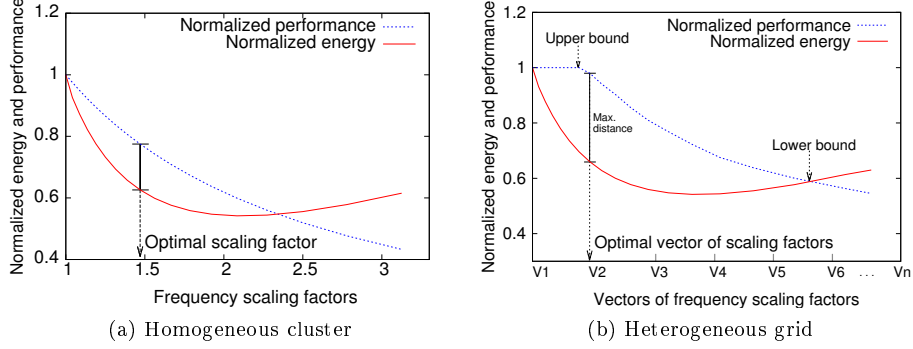 Normalized energy and performance
1.2
1
0.8
0.6
0.4
Normalized performance
Normalized energy
Optimal scaling factor
1
1.5
2
2.5
3
Frequency scaling factors
(a) Homogeneous cluster
Normalized energy and performance
1.2
1
0.8
0.6
0.4
Normalized performance
Normalized energy
Upper bound
Max.
distance
Lower bound
Optimal vector of scaling factors
V1
V2
V3
V4
V5
V6
...
Vn
Vectors of frequency scaling factors
(b) Heterogeneous grid